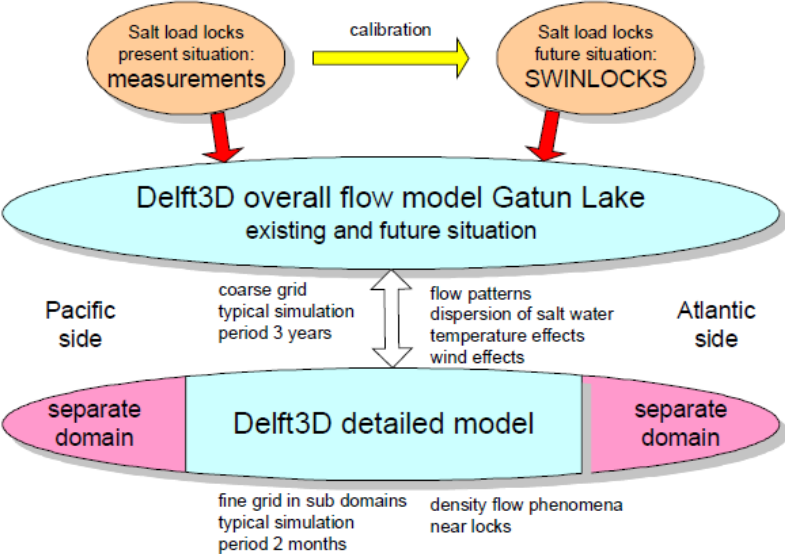 Salt load locks
present situation:
measurements
calibration
Salt load locks
future situation:
SWINLOCKS
Delft3D overall flow model Gatun Lake
existing and future situation
Pacific
side
coarse grid
typical simulation
period 3 years
flow patterns
dispersion of salt water
temperature effects
wind effects
Atlantic
side
separate
domain
Delft3D detailed model
separate
domain
fine grid in sub domains
typical simulation
period 2 months
density flow phenomena
near locks